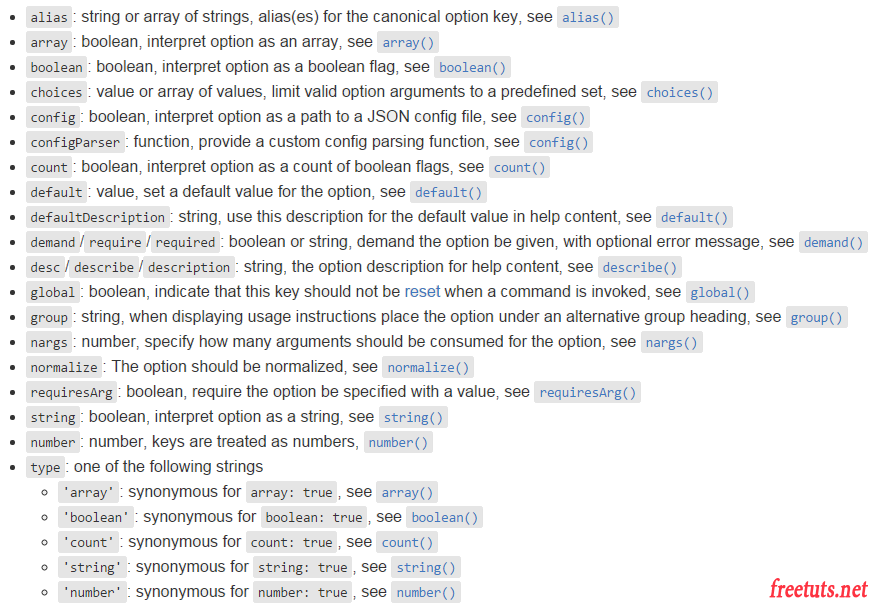 alias: string or array of strings, alias(es) for the canonical option key, see alias()
array: boolean, interpret option as an array, see array()
boolean: boolean, interpret option as a boolean flag, see boolean()
choices: value or array of values, limit valid option arguments to a predefined set, see choices()
config: boolean, interpret option as a path to a JSON config file, see config()
configParser: function, provide a custom config parsing function, see config()
count: boolean, interpret option as a count of boolean flags, see count()
default: value, set a default value for the option, see default()
defaultDescription: string, use this description for the default value in help content, see default()
demand/require/required: boolean or string, demand the option be given, with optional error message, see demand()
desc/describe/description: string, the option description for help content, see describe()
global: boolean, indicate that this key should not be reset when a command is invoked, see global()
group: string, when displaying usage instructions place the option under an alternative group heading, see group()
nargs: number, specify how many arguments should be consumed for the option, see nargs()
normalize: The option should be normalized, see normalize()
requiresArg: boolean, require the option be specified with a value, see requiresArg()
string: boolean, interpret option as a string, see string()
number: number, keys are treated as numbers, number()
type: one of the following strings
'array': synonymous for array: true, see array()
'boolean': synonymous for boolean: true, see boolean()
'count': synonymous for count: true, see count()
'string': synonymous for string: true, see string()
'number': synonymous for number: true, see number()
freetuts.net